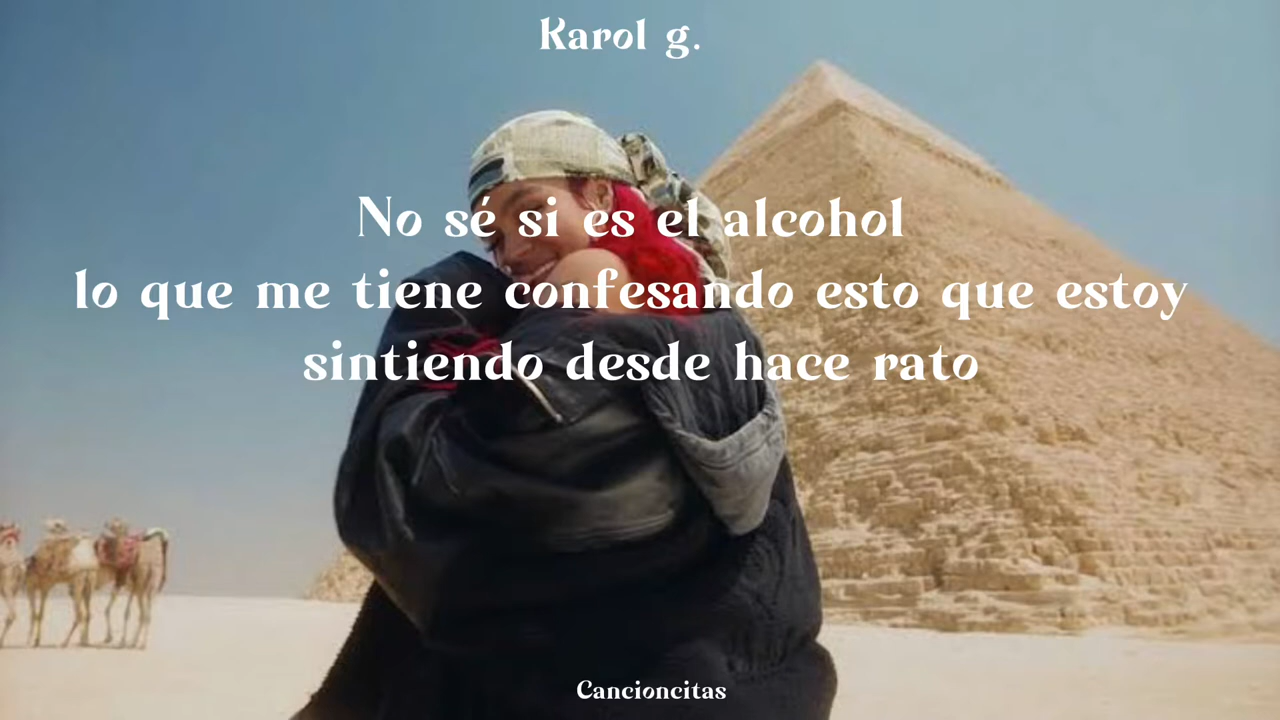 Karol g.
No sé si es el alcohol
lo que me tiene confesando esto que estoy
sintiendo desde hace rato
Cancioncitas